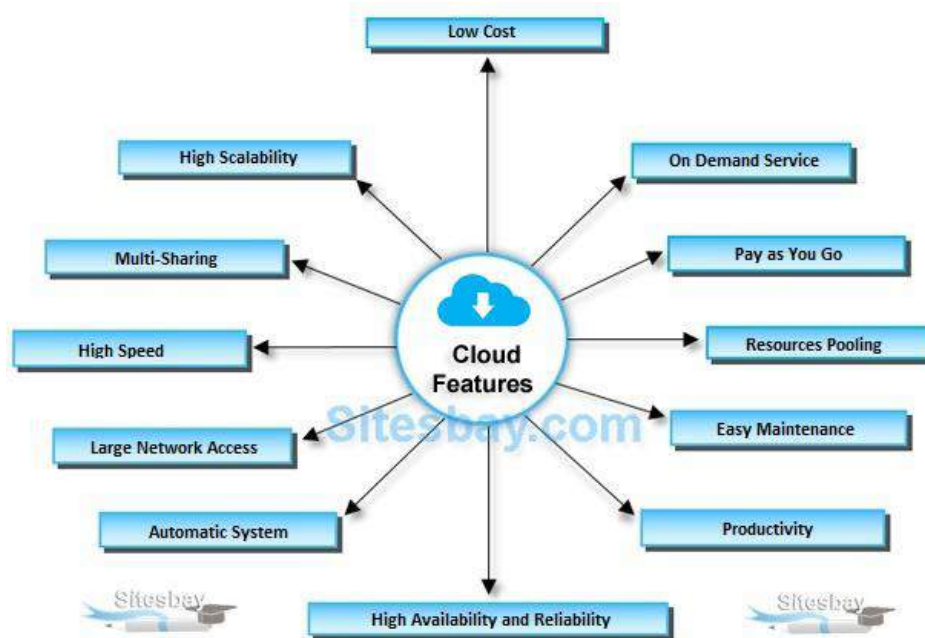 Low Cost
High Scalability
On Demand Service
Multi-Sharing
Pay as You Go
High Speed
Resources Pooling
Cloud
Features
Sitesbay.com
Large Network Access
Easy Maintenance
Automatic System
Productivity
Sitesbay
High Availability and Reliability
Sitesbay